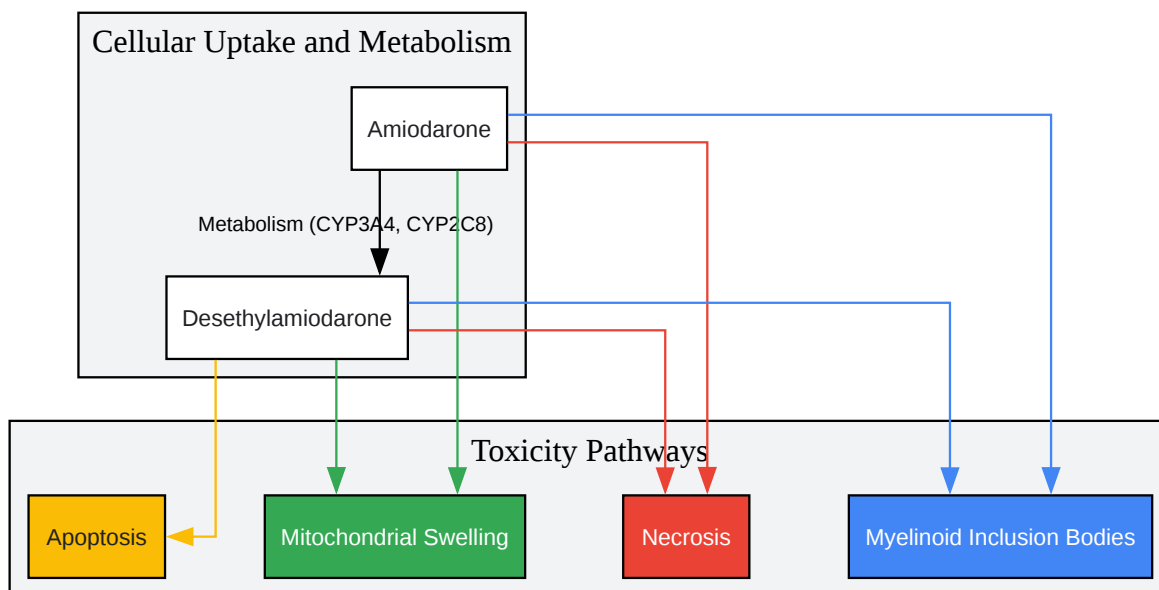 Cellular Uptake and Metabolism
Amiodarone
Metabolism (CYP3A4, CYP2C8)
Desethylamiodarone
Toxicity Pathways
Apoptosis
Mitochondrial Swelling
Necrosis
Myelinoid Inclusion Bodies